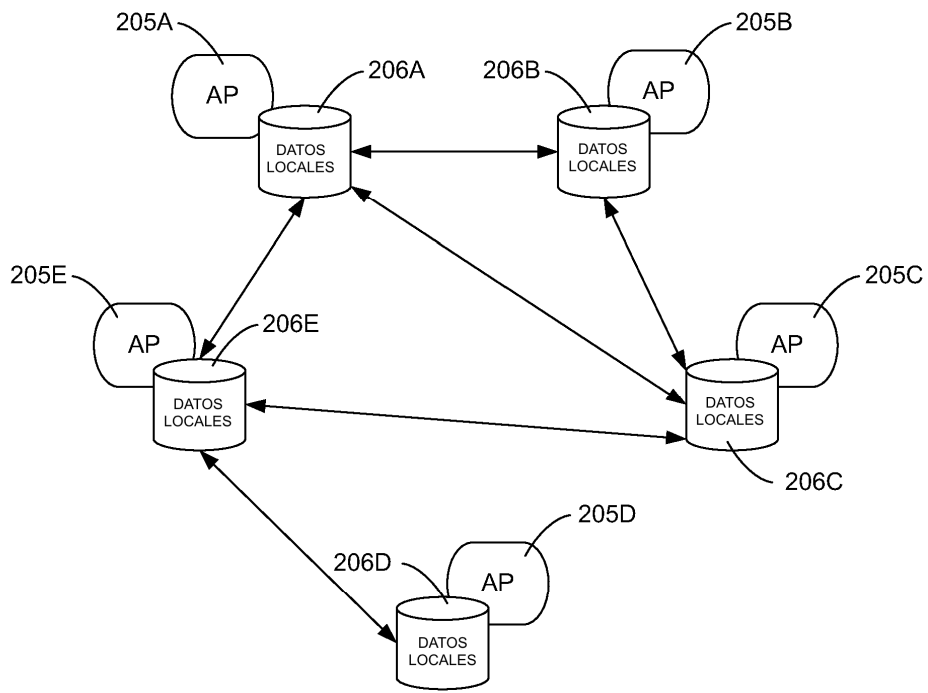 205A
205B
AP
206A
206B
AP
DATOS
LOCALES
DATOS
LOCALES
205E
205C
AP
206E
AP
DATOS
LOCALES
DATOS
LOCALES
206C
205D
206D
AP
DATOS
LOCALES